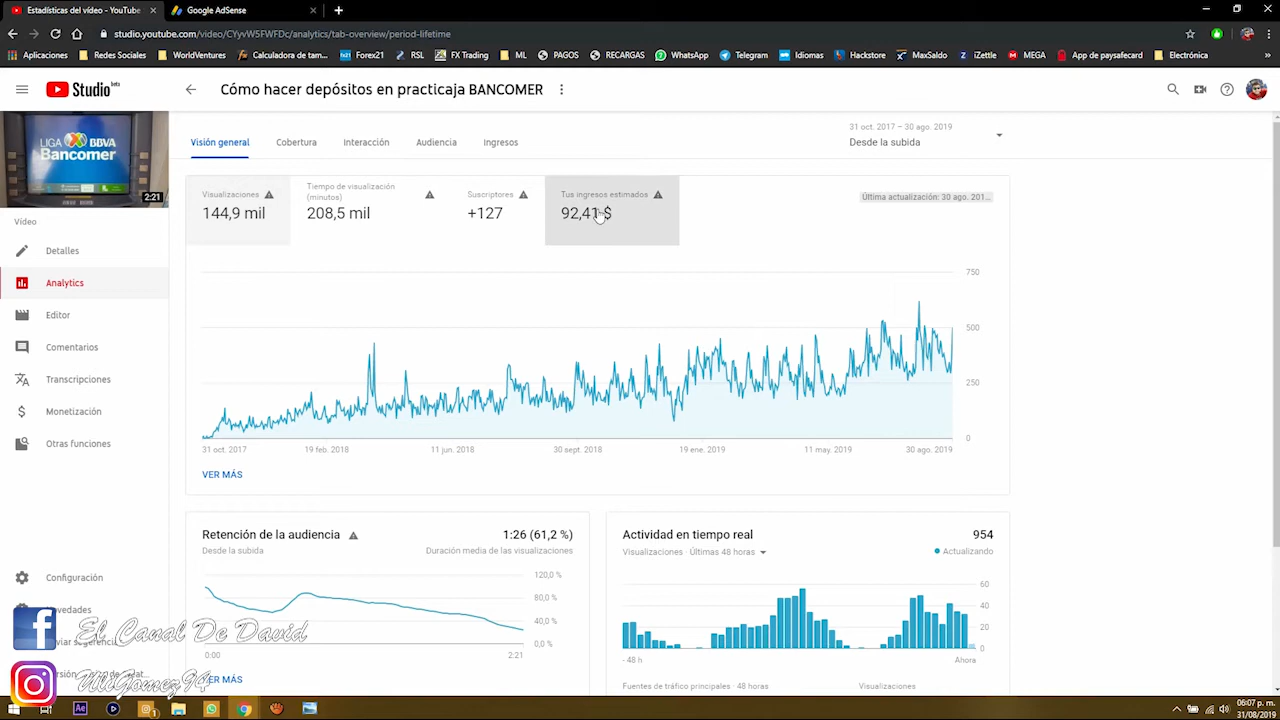 Estadísticas del vídeo - YouTube
Google AdSense
studio.youtube.com/video/CYyvW5FWFDc/analytics/tab-overview/period-lifetime
Aplicaciones
Redes Sociales
WorldVentures
Calculadora de tam...
Forex21
RSL
FX Trading
ML
PAGOS
RECARGAS
WhatsApp
Telegram
Idiomas
Hackstore
MaxSaldo
iZettle
MEGA
App de paysafecard
Electrónica
Studio beta
Cómo hacer depósitos en practicaja BANCOMER
LIGA BBVA
Bancomer
2:21
Visión general
Cobertura
Interacción
Audiencia
Ingresos
31 oct. 2017 – 30 ago. 2019
Desde la subida
Visualizaciones
144,9 mil
Tiempo de visualización
(minutos)
208,5 mil
Suscriptores
+127
Tus ingresos estimados
92,41 $
Última actualización: 30 ago. 201...
Vídeo
Detalles
Analytics
Editor
Comentarios
Transcripciones
Monetización
Otras funciones
Configuración
750
500
250
0
31 oct. 2017
19 feb. 2018
11 jun. 2018
30 sept. 2018
19 ene. 2019
11 may. 2019
30 ago. 2019
VER MÁS
Retención de la audiencia
1:26 (61,2 %)
Desde la subida
Duración media de las visualizaciones
120,0 %
80,0 %
40,0 %
0,0 %
0:00
2:21
Actividad en tiempo real
954
Visualizaciones · Últimas 48 horas
Actualizando
60
40
20
0
- 48 h
Ahora
Fuentes de tráfico principales · 48 horas
Visualizaciones
El Canal De David
UliGomez94
06:07 p. m.
31/08/2019